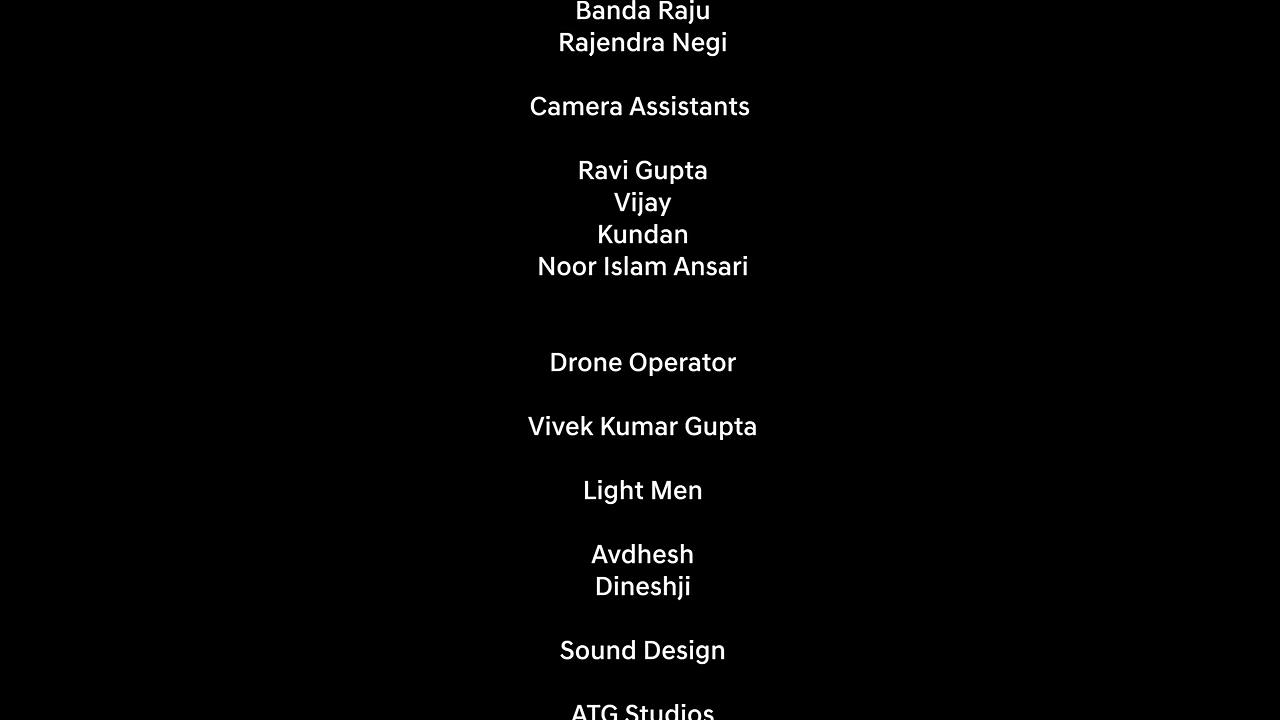 Banda Raju
Rajendra Negi
Camera Assistants
Ravi Gupta
Vijay
Kundan
Noor Islam Ansari
Drone Operator
Vivek Kumar Gupta
Light Men
Avdhesh
Dineshji
Sound Design
ATG Studios